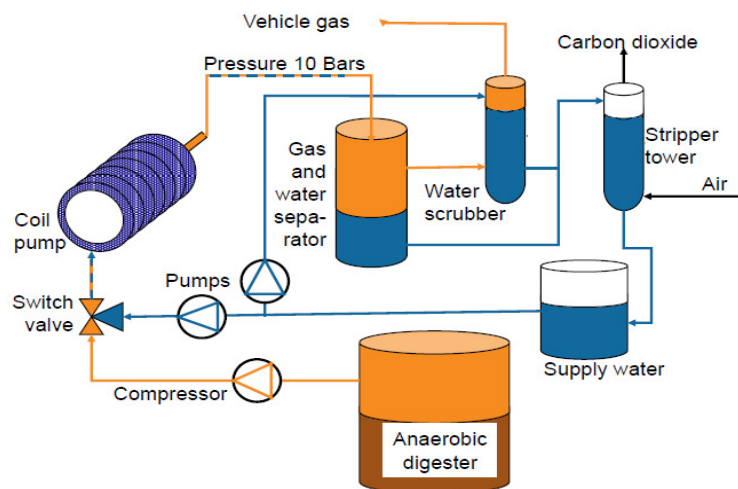 Vehicle gas
Carbon dioxide
Pressure 10 Bars
Gas
and
water
sepa-
rator
Water
scrubber
Stripper
tower
Air
Coil
pump
Pumps
Switch
valve
Supply water
Compressor
Anaerobic
digester